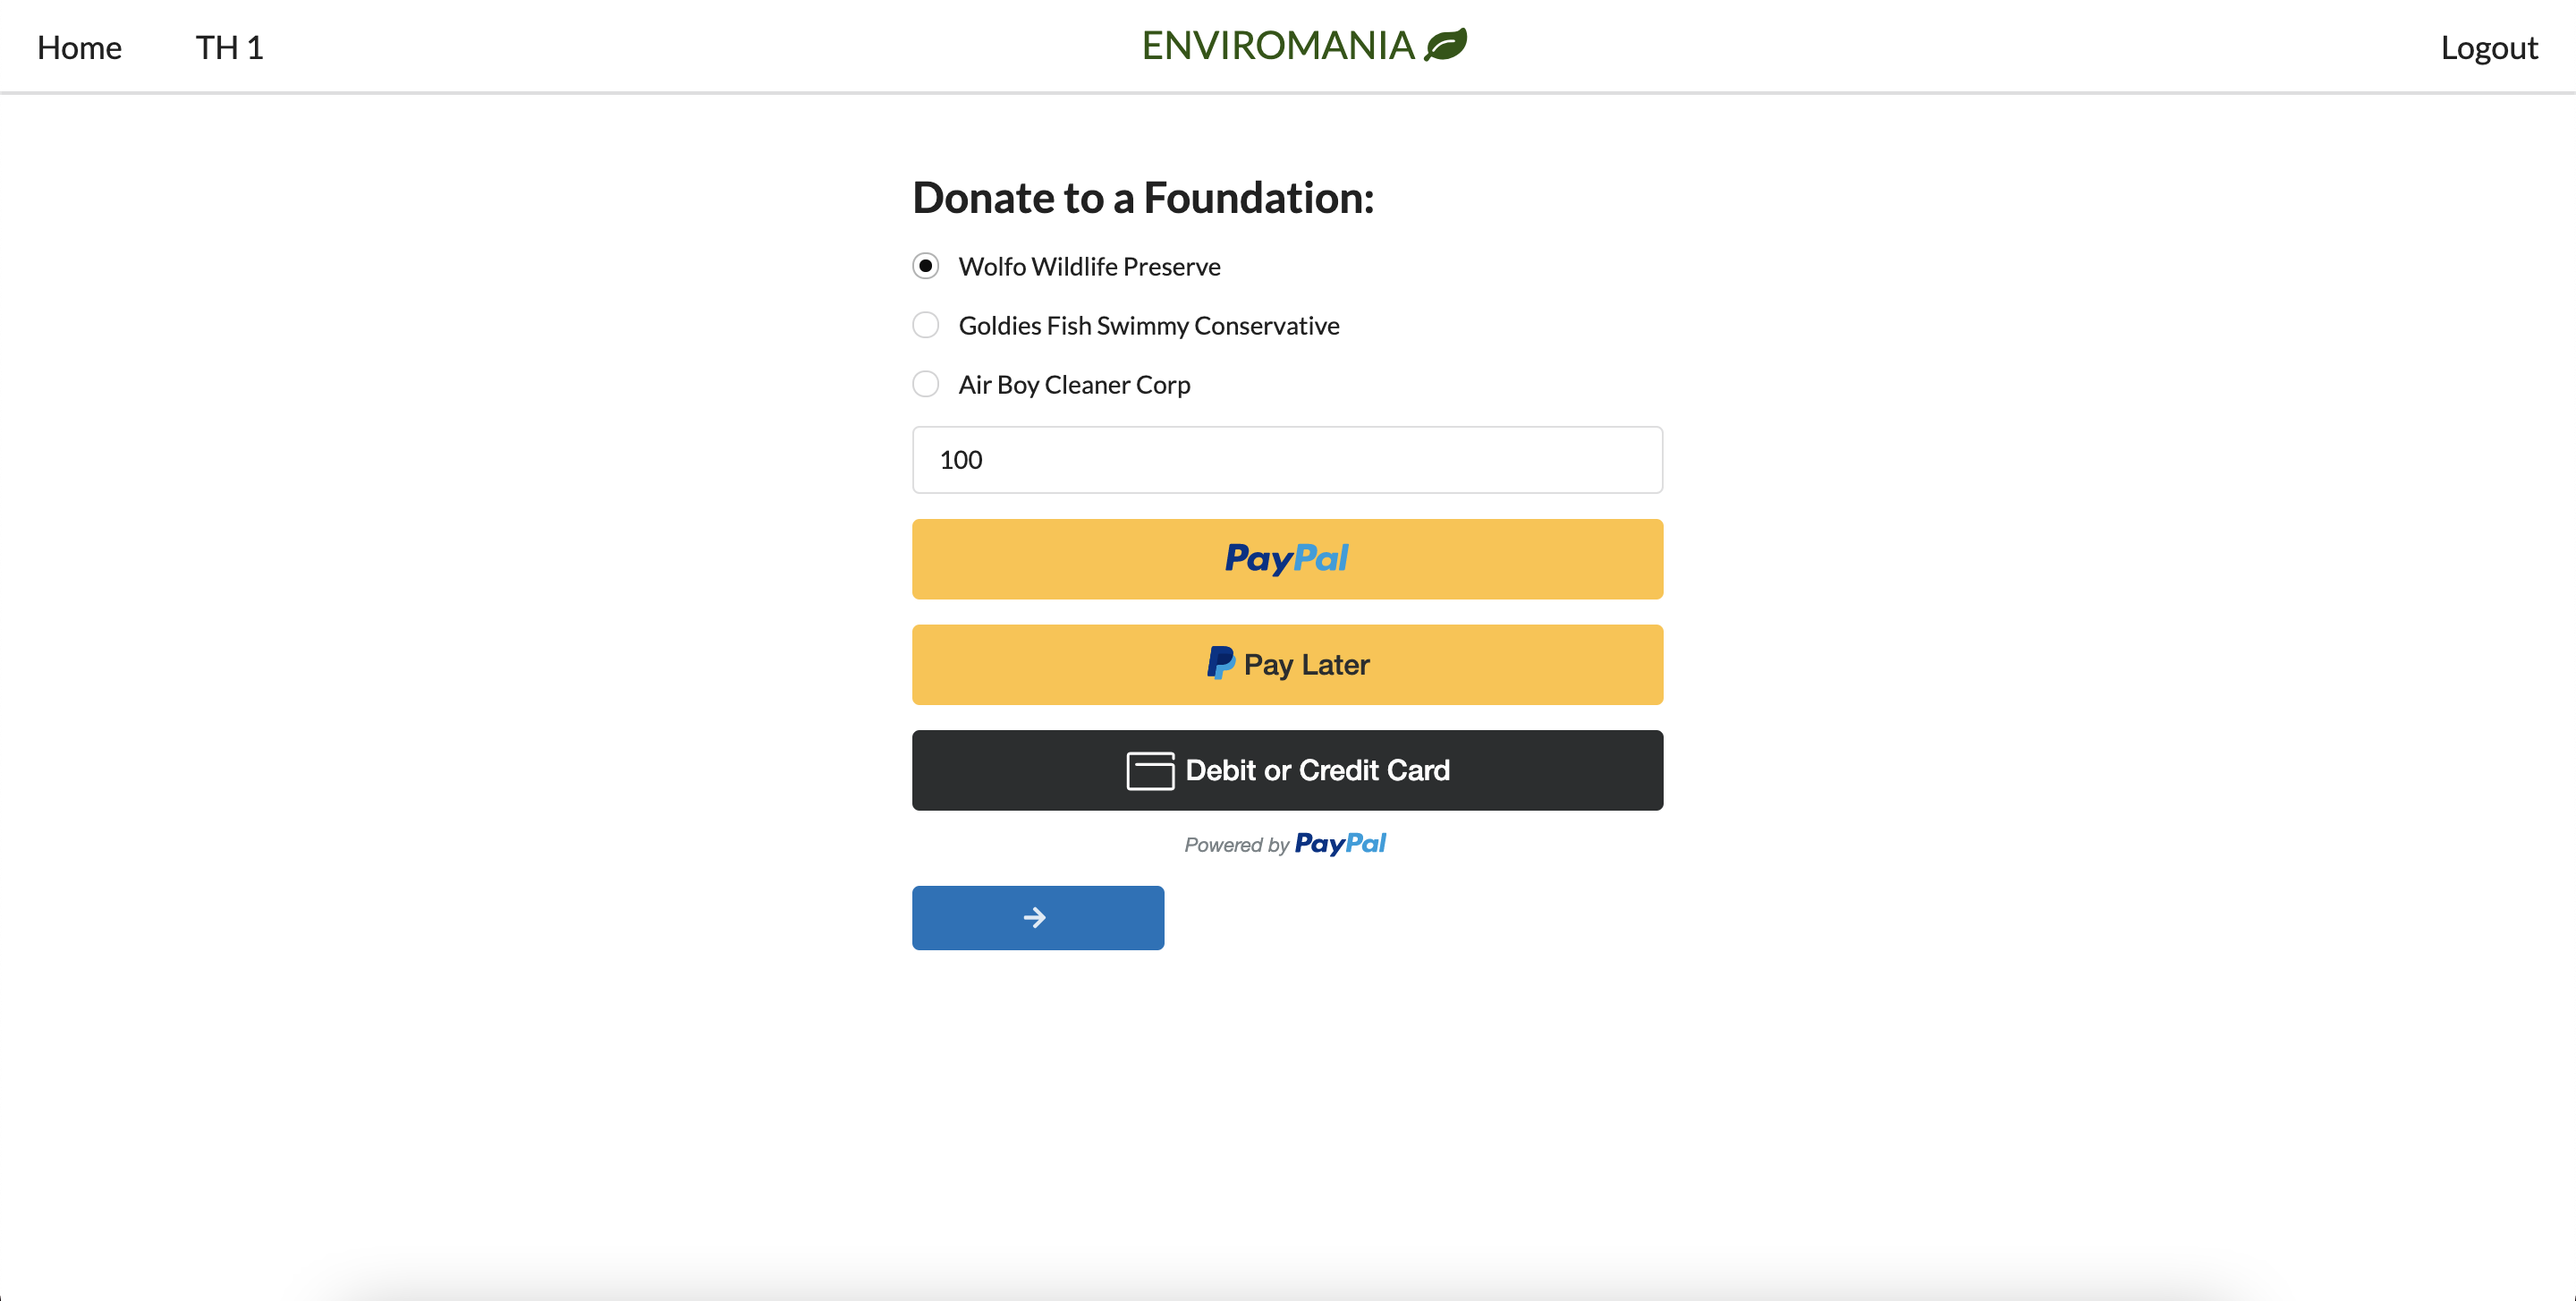 Home TH 1 ENVIROMANIA Logout
Donate to a Foundation:
Wolfo Wildlife Preserve
Goldies Fish Swimmy Conservative
Air Boy Cleaner Corp
100
PayPal
Pay Later
Debit or Credit Card
Powered by PayPal